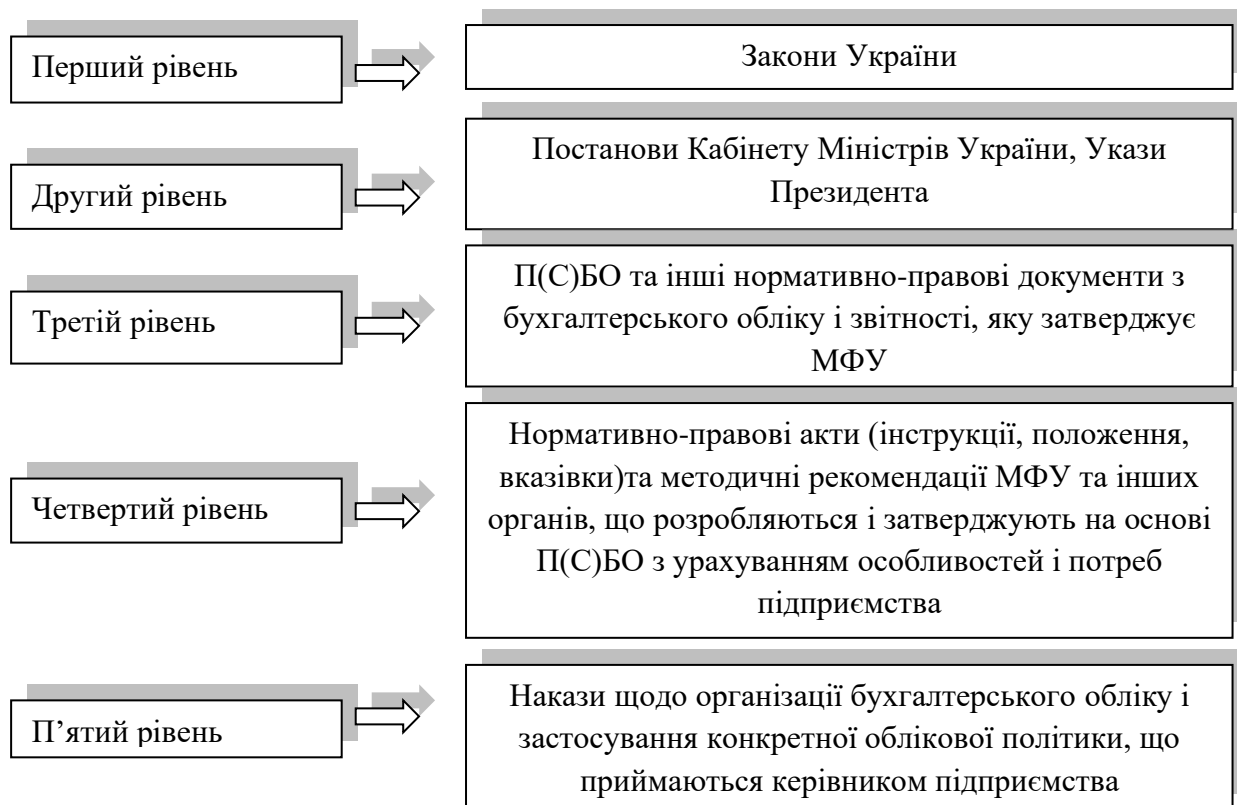 Перший рівень
Закони України
Другий рівень
Постанови Кабінету Міністрів України, Укази
Президента
Третій рівень
П(С)БО та інші нормативно-правові документи з
бухгалтерського обліку і звітності, яку затверджує
МФУ
Четвертий рівень
Нормативно-правові акти (інструкції, положення,
вказівки)та методичні рекомендації МФУ та інших
органів, що розробляються і затверджують на основі
П(С)БО з урахуванням особливостей і потреб
підприємства
П’ятий рівень
Накази щодо організації бухгалтерського обліку і
застосування конкретної облікової політики, що
приймаються керівником підприємства